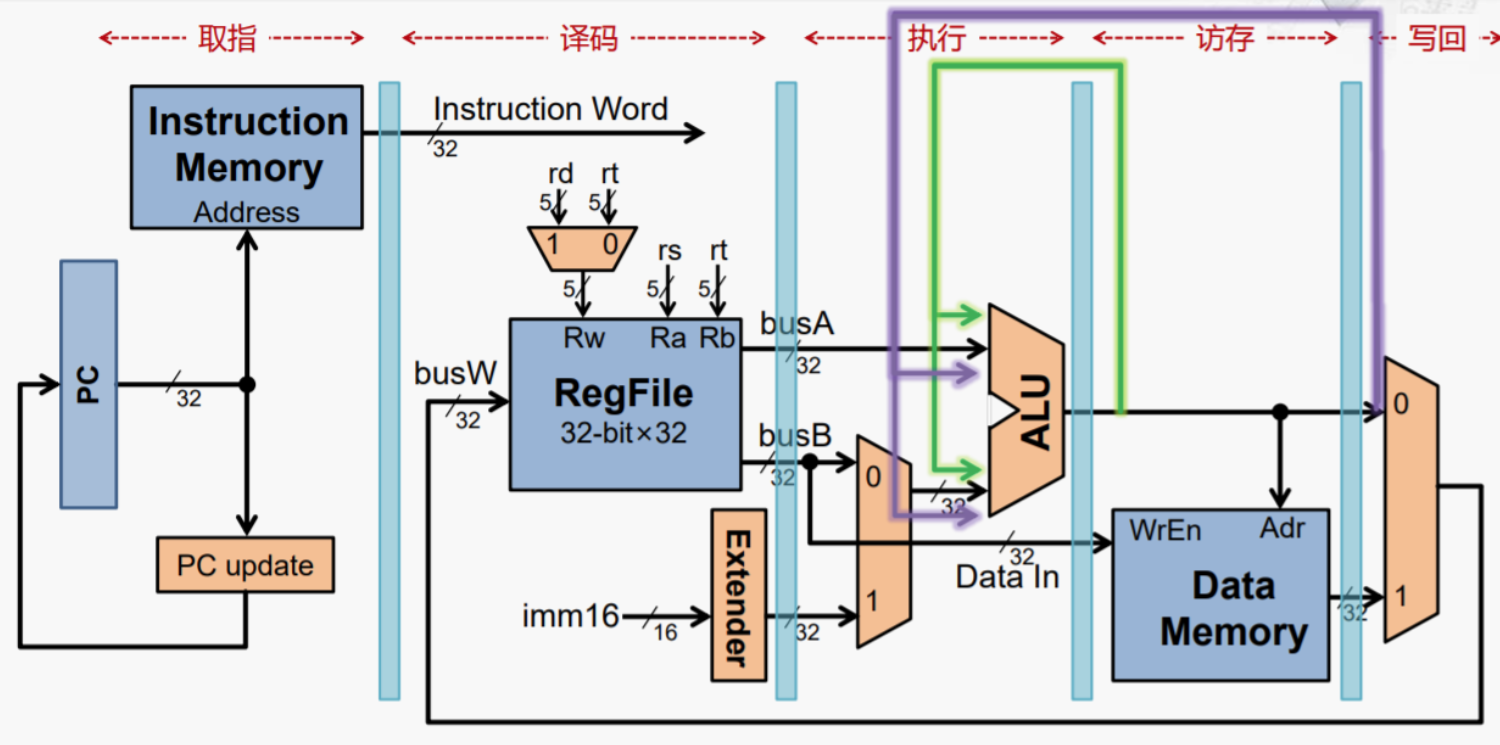 取指
译码
执行
访存
写回
Instruction
Memory
Address
Instruction Word
32
rd rt
5 5
1 0
rs rt
5 5 5
Rw Ra Rb
RegFile
32-bit×32
busW
32
busA
32
busB
32
PC
32
PC update
imm16
16
Extender
32
0
1
32
ALU
32
Data In
WrEn Adr
Data
Memory
32
0
1